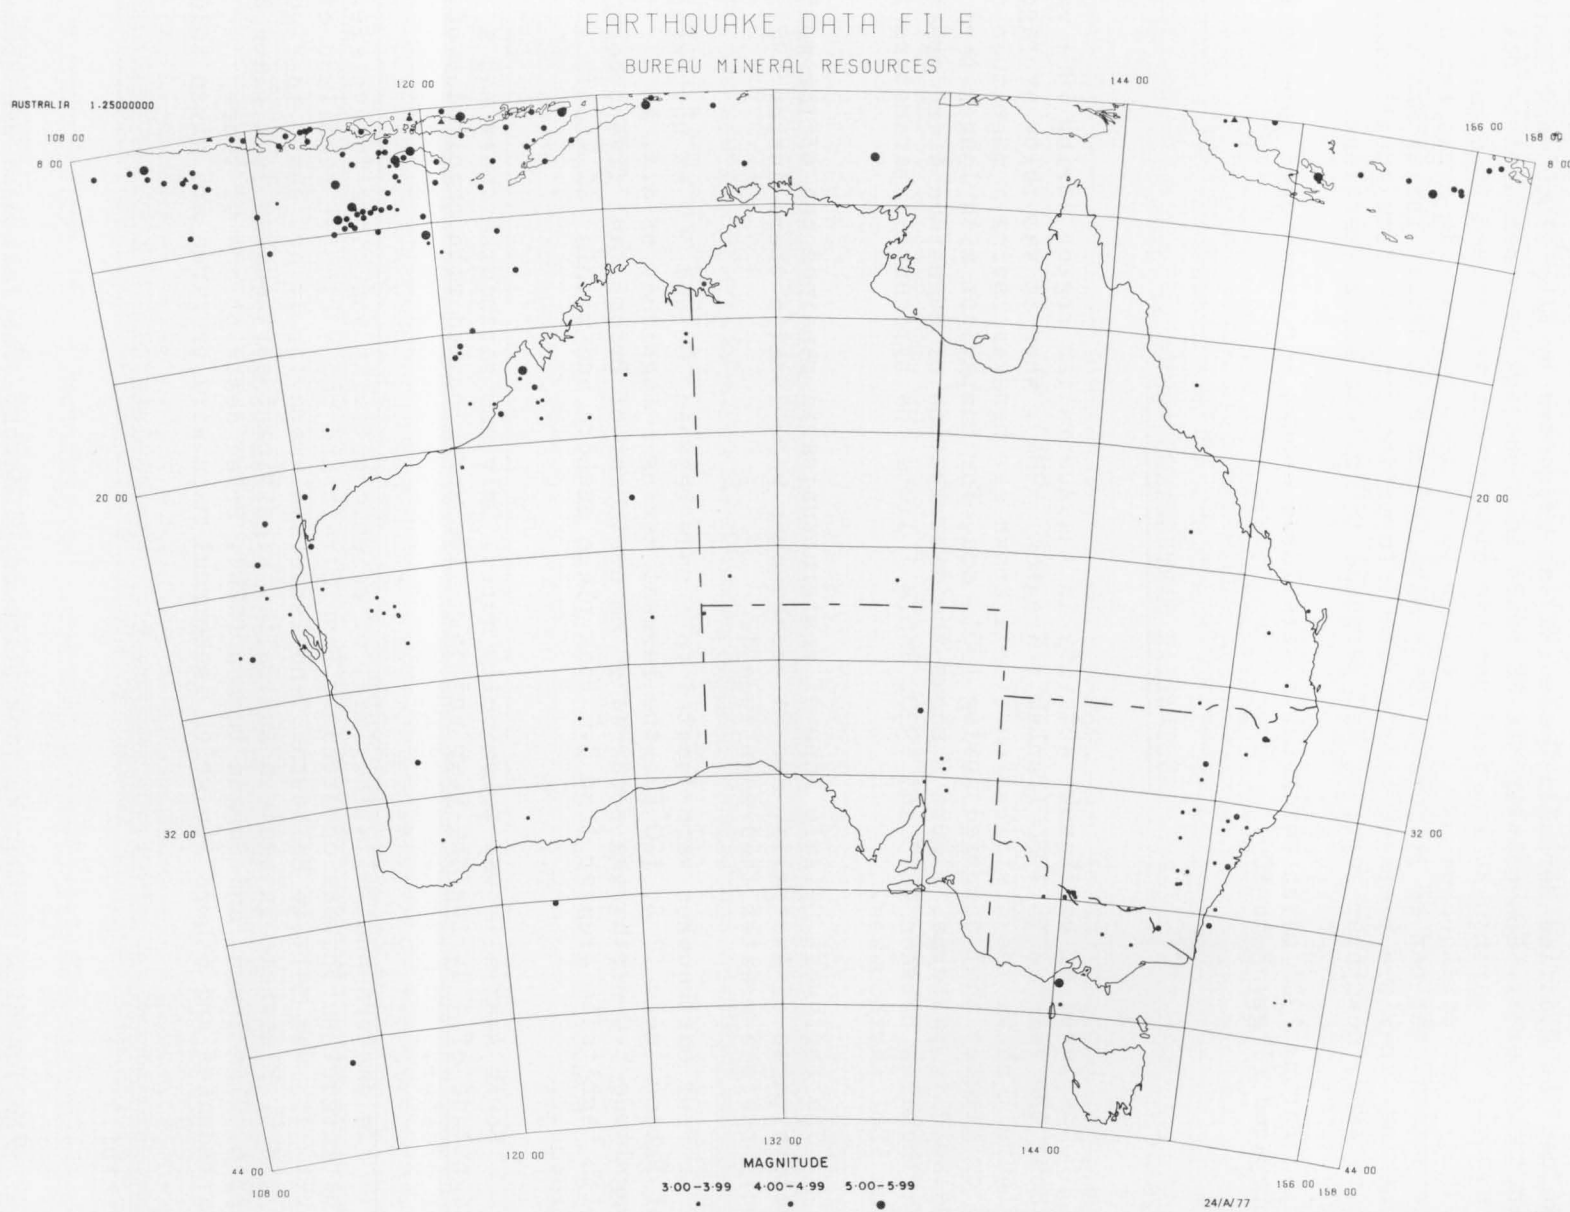 EARTHQUAKE DATA FILE
BUREAU MINERAL RESOURCES
120 00
144 00
AUSTRALIA 1.25000000
108 00
156 00 158 00
8 00
8 00
20 00
20 00
32 00
32 00
44 00
44 00
108 00
120 00
132 00
144 00
156 00 158 00
MAGNITUDE
3·00-3·99 4·00-4·99 5·00-5·99
24/A/77